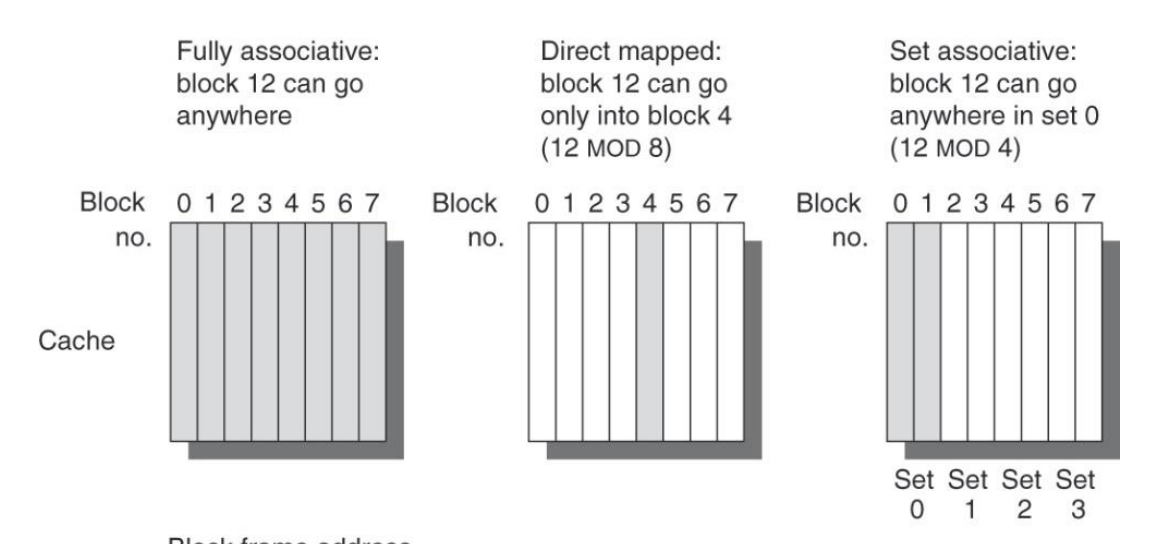 Fully associative:
block 12 can go
anywhere
Direct mapped:
block 12 can go
only into block 4
(12 MOD 8)
Set associative:
block 12 can go
anywhere in set 0
(12 MOD 4)
Block no.
0 1 2 3 4 5 6 7
Block no.
0 1 2 3 4 5 6 7
Block no.
0 1 2 3 4 5 6 7
Cache
Set 0
Set 1
Set 2
Set 3
Block frame address